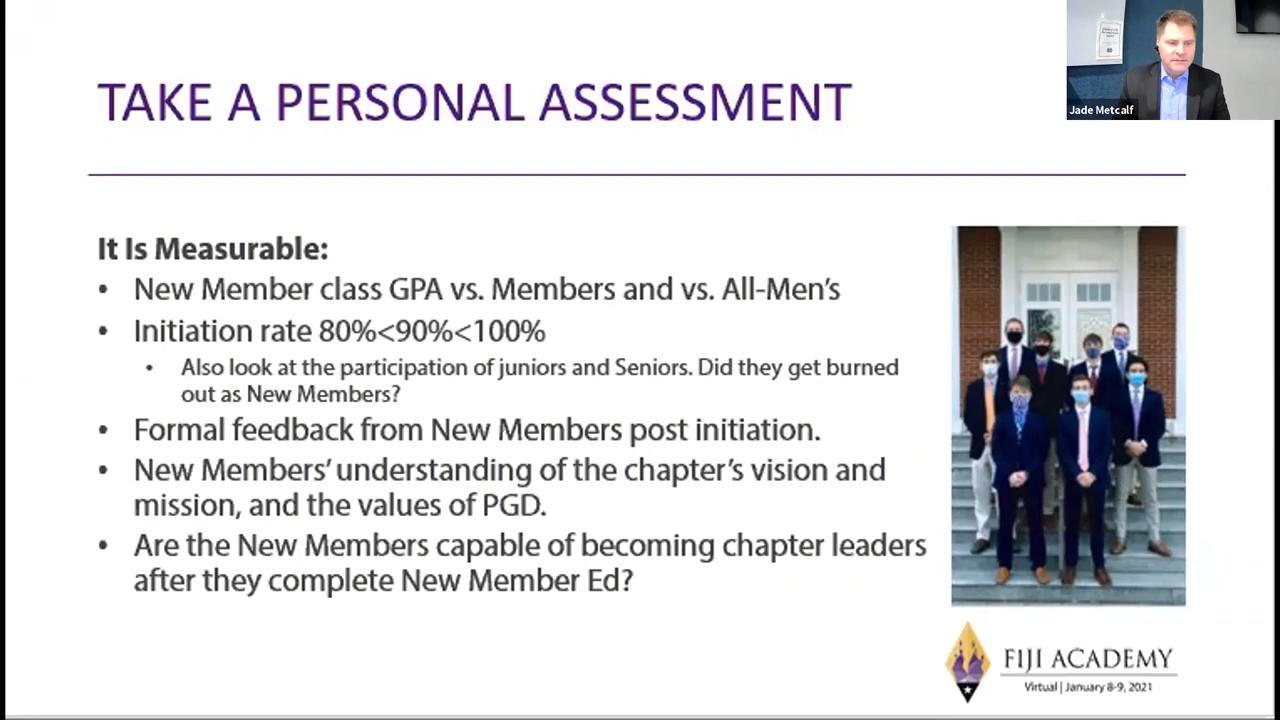 TAKE A PERSONAL ASSESSMENT
Jade Metcalf
It Is Measurable:
• New Member class GPA vs. Members and vs. All-Men's
• Initiation rate 80%<90%<100%
• Also look at the participation of juniors and Seniors. Did they get burned
out as New Members?
• Formal feedback from New Members post initiation.
• New Members' understanding of the chapter's vision and
mission, and the values of PGD.
• Are the New Members capable of becoming chapter leaders
after they complete New Member Ed?
FIJI ACADEMY
Virtual | January 8-9, 2021